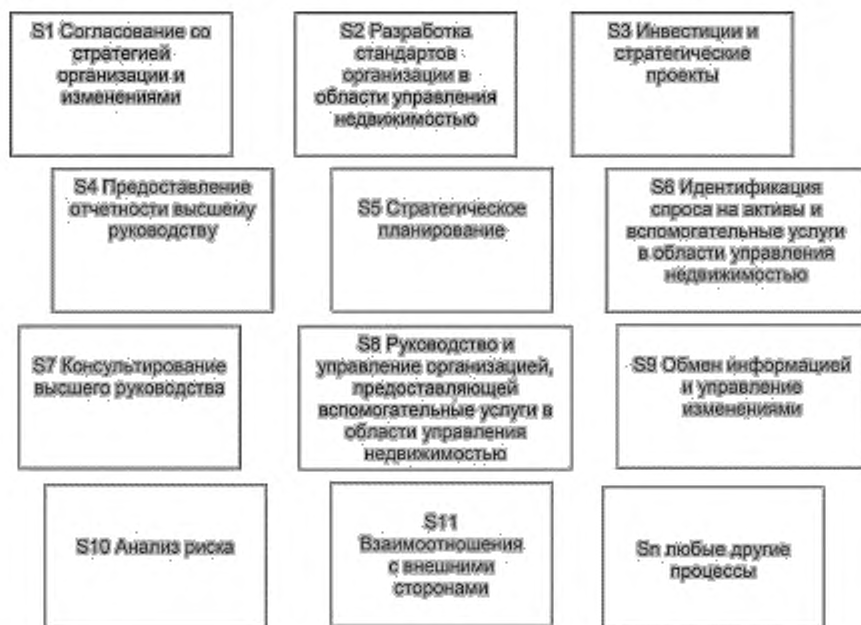 S1 Согласование со
стратегией
организации и
изменениями
S2 Разработка
стандартов
организации в
области управления
недвижимостью
S3 Инвестиции и
стратегические
проекты
S4 Предоставление
отчетности высшему
руководству
S5 Стратегическое
планирование
S6 Идентификация
спроса на активы и
вспомогательные услуги
в области управления
недвижимостью
S7 Консультирование
высшего руководства
S8 Руководство и
управление организацией,
предоставляющей
вспомогательные услуги в
области управления
недвижимостью
S9 Обмен информацией
и управление
изменениями
S10 Анализ риска
S11
Взаимоотношения
с внешними
сторонами
Sn любые другие
процессы